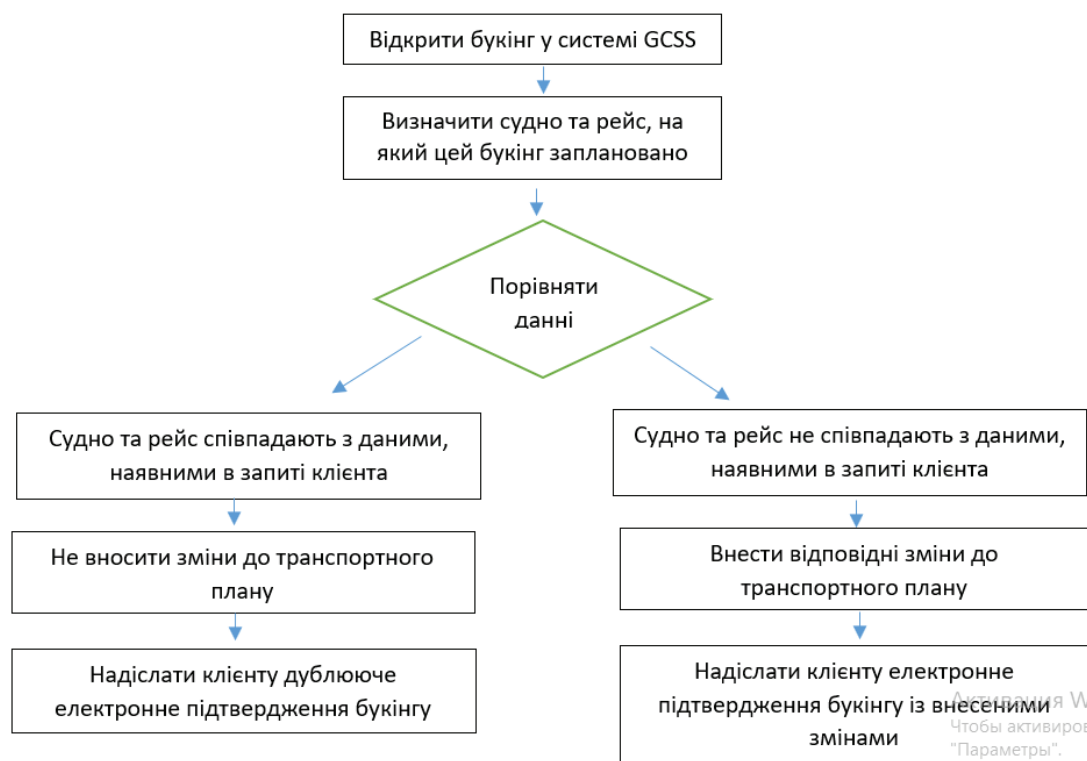 Відкрити букінг у системі GCSS
Визначити судно та рейс, на
який цей букінг заплановано
Порівняти
данні
Судно та рейс співпадають з даними,
наявними в запиті клієнта
Не вносити зміни до транспортного
плану
Надіслати клієнту дублююче
електронне підтвердження букінгу
Судно та рейс не співпадають з даними,
наявними в запиті клієнта
Внести відповідні зміни до
транспортного плану
Надіслати клієнту електронне
підтвердження букінгу із внесеними
змінами
Активация W
Чтобы активиров
"Параметры".